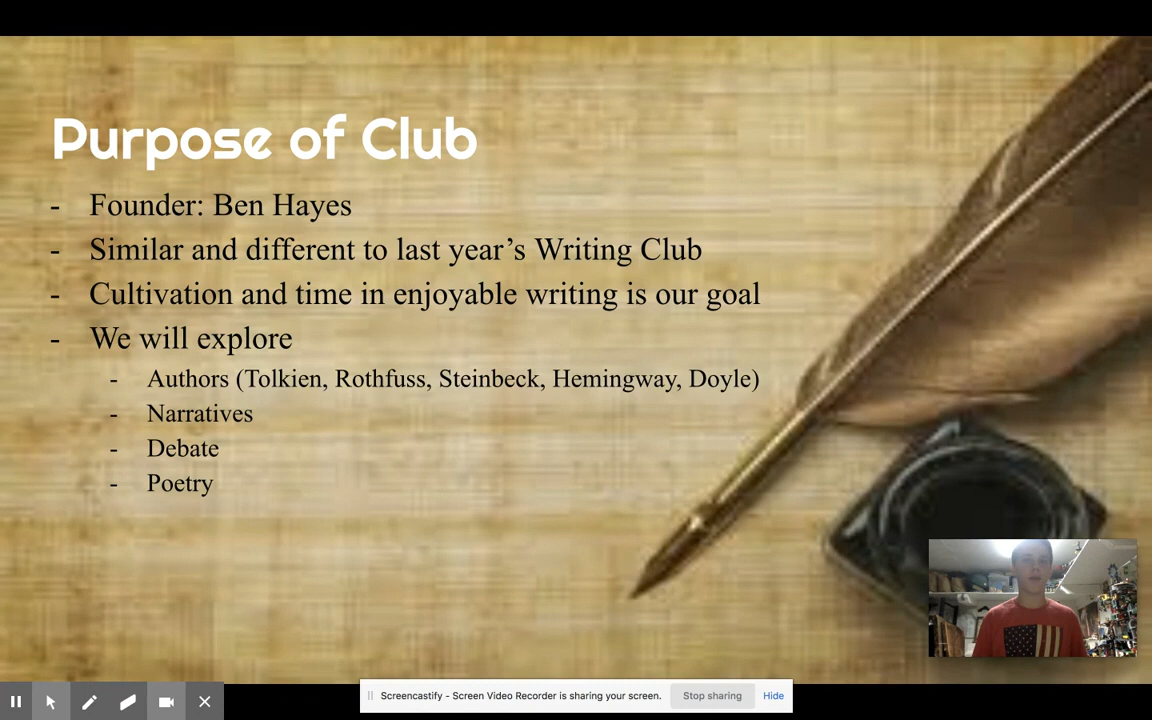 Purpose of Club
- Founder: Ben Hayes
- Similar and different to last year’s Writing Club
- Cultivation and time in enjoyable writing is our goal
- We will explore
- Authors (Tolkien, Rothfuss, Steinbeck, Hemingway, Doyle)
- Narratives
- Debate
- Poetry
Screencastify - Screen Video Recorder is sharing your screen. Stop sharing Hide